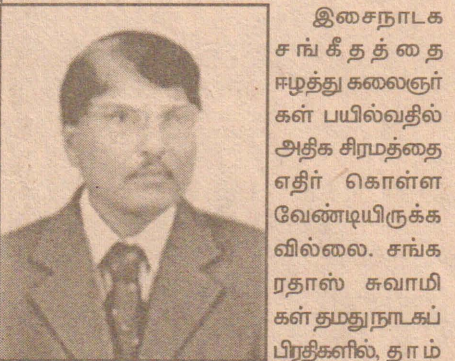 இசைநாடக
சங்கீதத்தை
ஈழத்து கலைஞர்
கள் பயில்வதில்
அதிக சிரமத்தை
எதிர் கொள்ள
வேண்டியிருக்க
வில்லை. சங்க
ரதாஸ் சுவாமி
கள் தமது நாடகப்
பிரதிகளில், தாம்